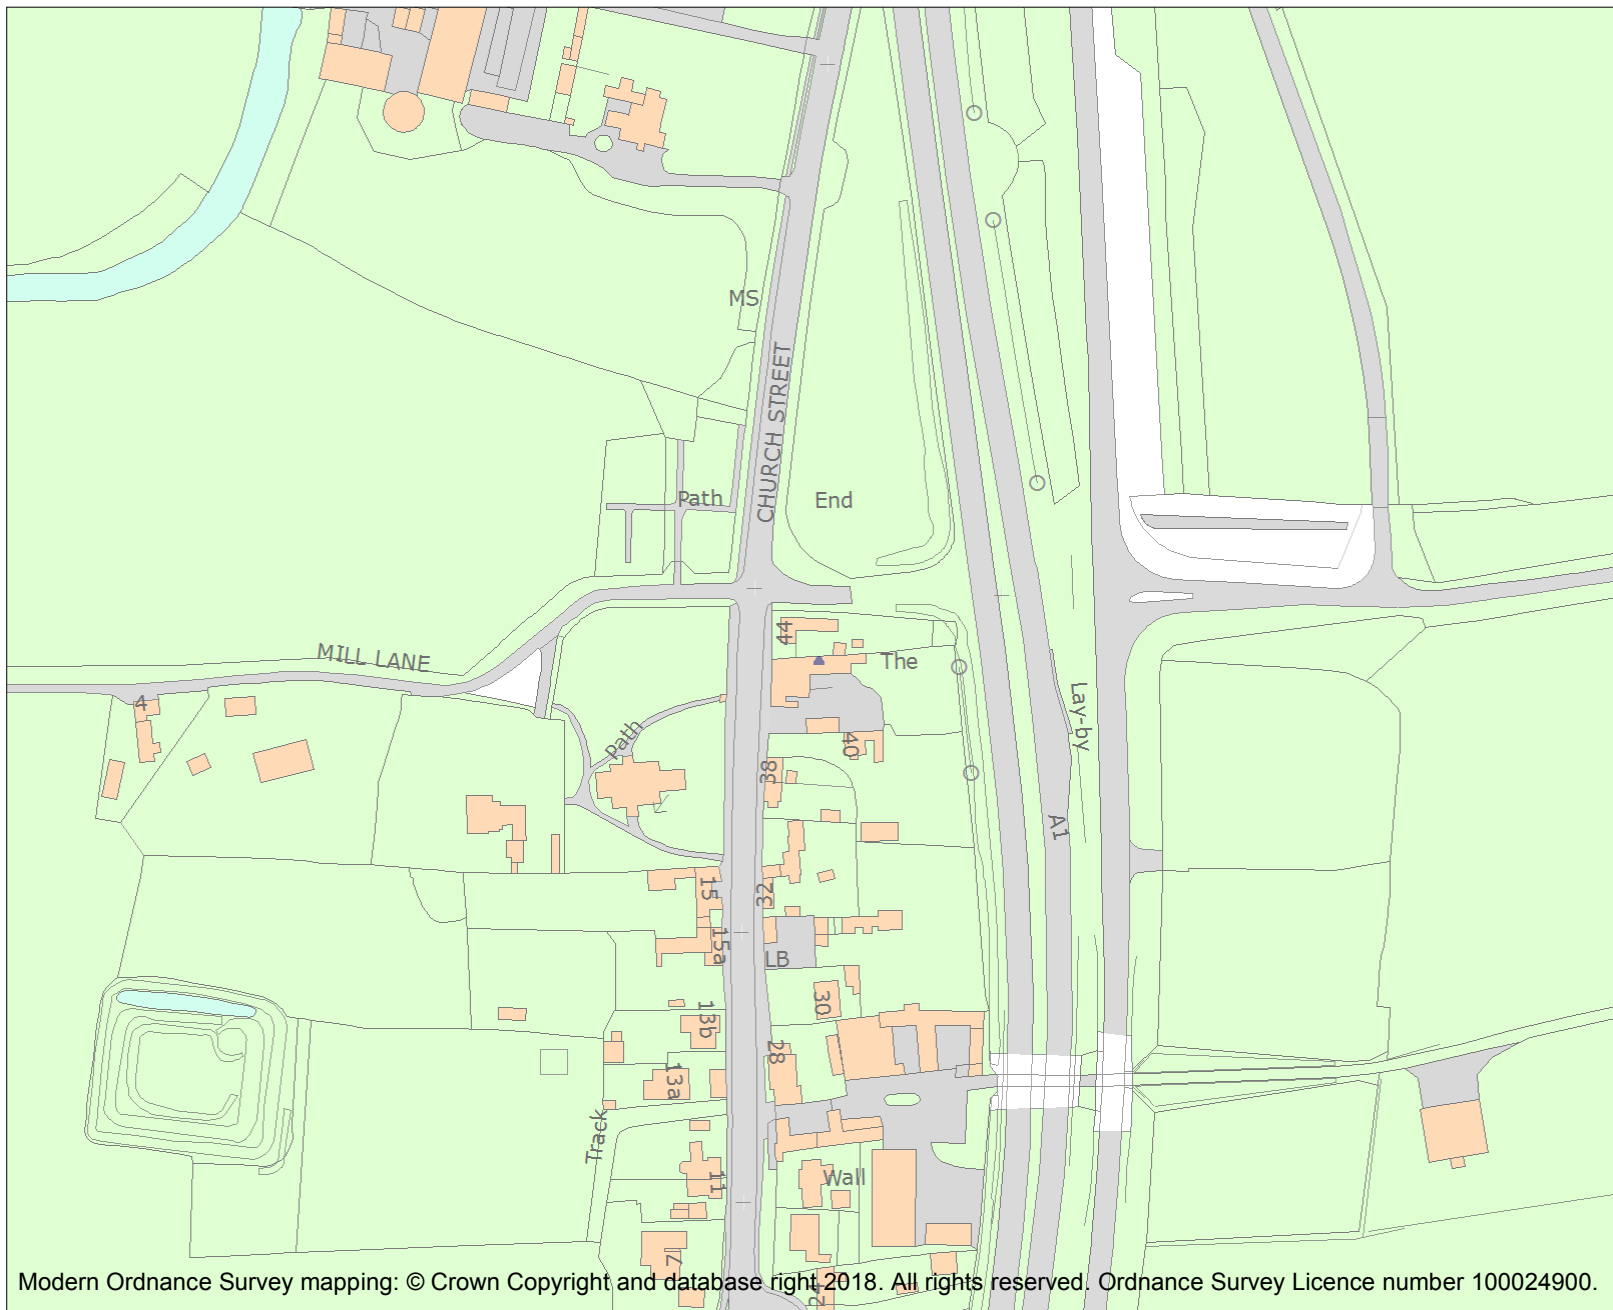 MS
CHURCH STREET
Path
End
44
MILL LANE
The
4
Lay-by
Path
40
38
A1
15
32
15a
LB
30
13b
28
13a
Track
11
Wall
7
24
Modern Ordnance Survey mapping: © Crown Copyright and database right 2018. All rights reserved. Ordnance Survey Licence number 100024900.